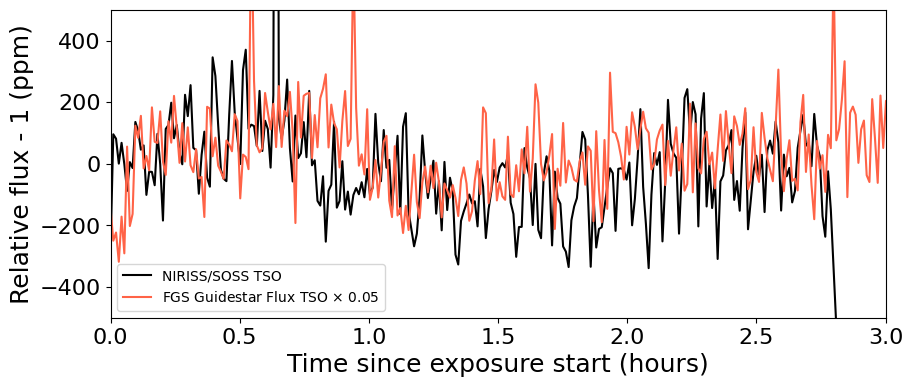 Relative flux - 1 (ppm)
400
200
0
−200
−400
NIRISS/SOSS TSO
FGS Guidestar Flux TSO × 0.05
0.0 0.5 1.0 1.5 2.0 2.5 3.0
Time since exposure start (hours)